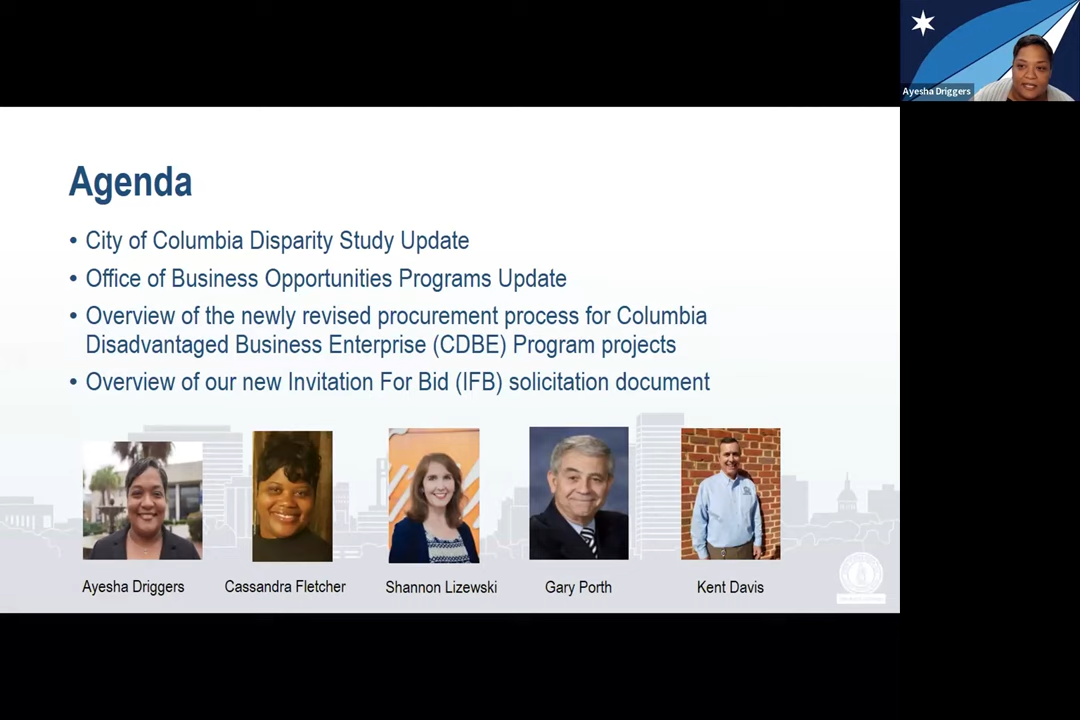 Ayesha Driggers
Agenda
• City of Columbia Disparity Study Update
• Office of Business Opportunities Programs Update
• Overview of the newly revised procurement process for Columbia
Disadvantaged Business Enterprise (CDBE) Program projects
• Overview of our new Invitation For Bid (IFB) solicitation document
Ayesha Driggers
Cassandra Fletcher
Shannon Lizewski
Gary Porth
Kent Davis